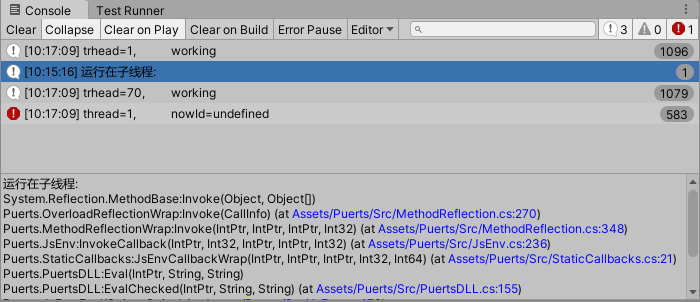 Console Test Runner
Clear Collapse Clear on Play Clear on Build Error Pause Editor 3 0 1
[10:17:09] trhead=1, working 1096
[10:15:16] 运行在子线程: 1
[10:17:09] trhead=70, working 1079
[10:17:09] thread=1, nowId=undefined 583
运行在子线程:
System.Reflection.MethodBase:Invoke(Object, Object[])
Puerts.OverloadReflectionWrap:Invoke(CallInfo) (at Assets/Puerts/Src/MethodReflection.cs:270)
Puerts.MethodReflectionWrap:Invoke(IntPtr, IntPtr, IntPtr, IntPtr, Int32) (at Assets/Puerts/Src/MethodReflection.cs:348)
Puerts.JsEnv:InvokeCallback(IntPtr, Int32, IntPtr, IntPtr, IntPtr, Int32) (at Assets/Puerts/Src/JsEnv.cs:236)
Puerts.StaticCallbacks:JsEnvCallbackWrap(IntPtr, IntPtr, IntPtr, Int32, Int64) (at Assets/Puerts/Src/StaticCallbacks.cs:21)
Puerts.PuertsDLL:Eval(IntPtr, String, String)
Puerts.PuertsDLL:EvalChecked(IntPtr, String, String) (at Assets/Puerts/Src/PuertsDLL.cs:155)